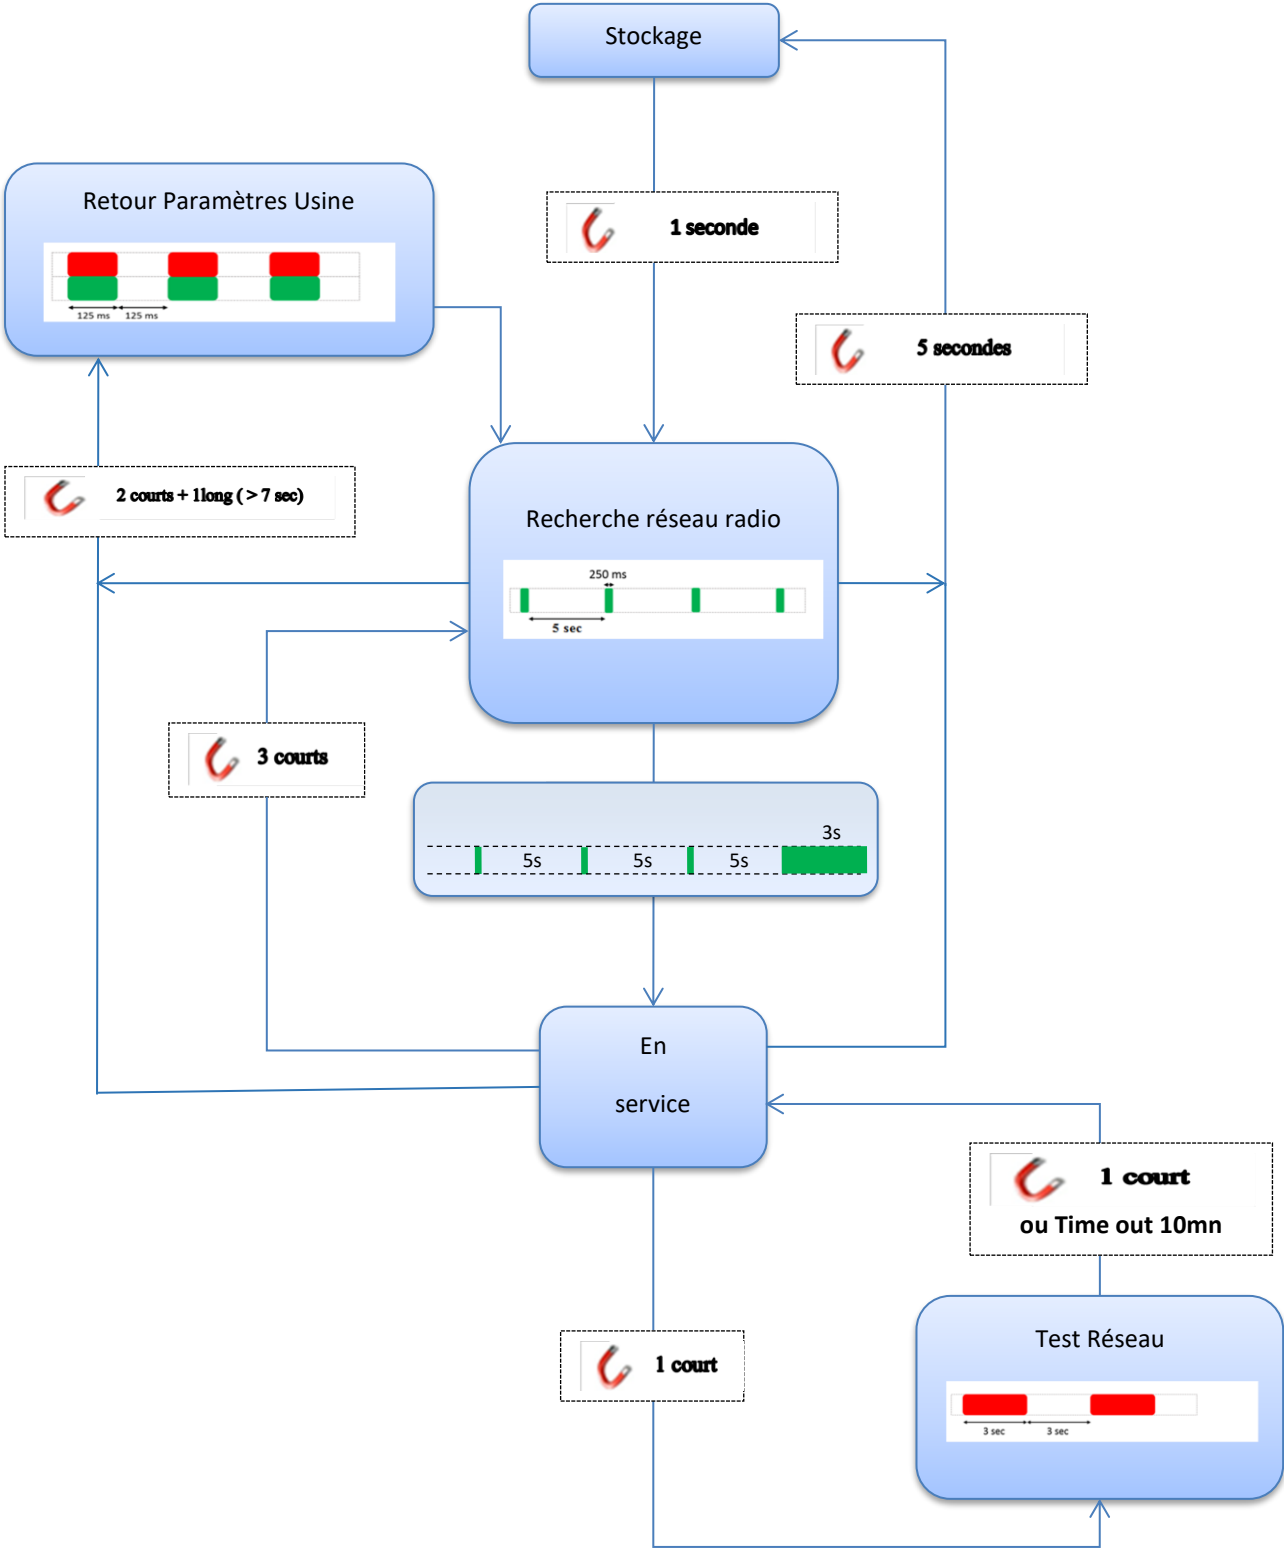 Stockage
Retour Paramètres Usine
125 ms 125 ms
1 seconde
5 secondes
2 courts + 1long ( > 7 sec)
Recherche réseau radio
250 ms
5 sec
3 courts
3s
5s 5s 5s
En
service
1 court
ou Time out 10mn
1 court
Test Réseau
3 sec 3 sec